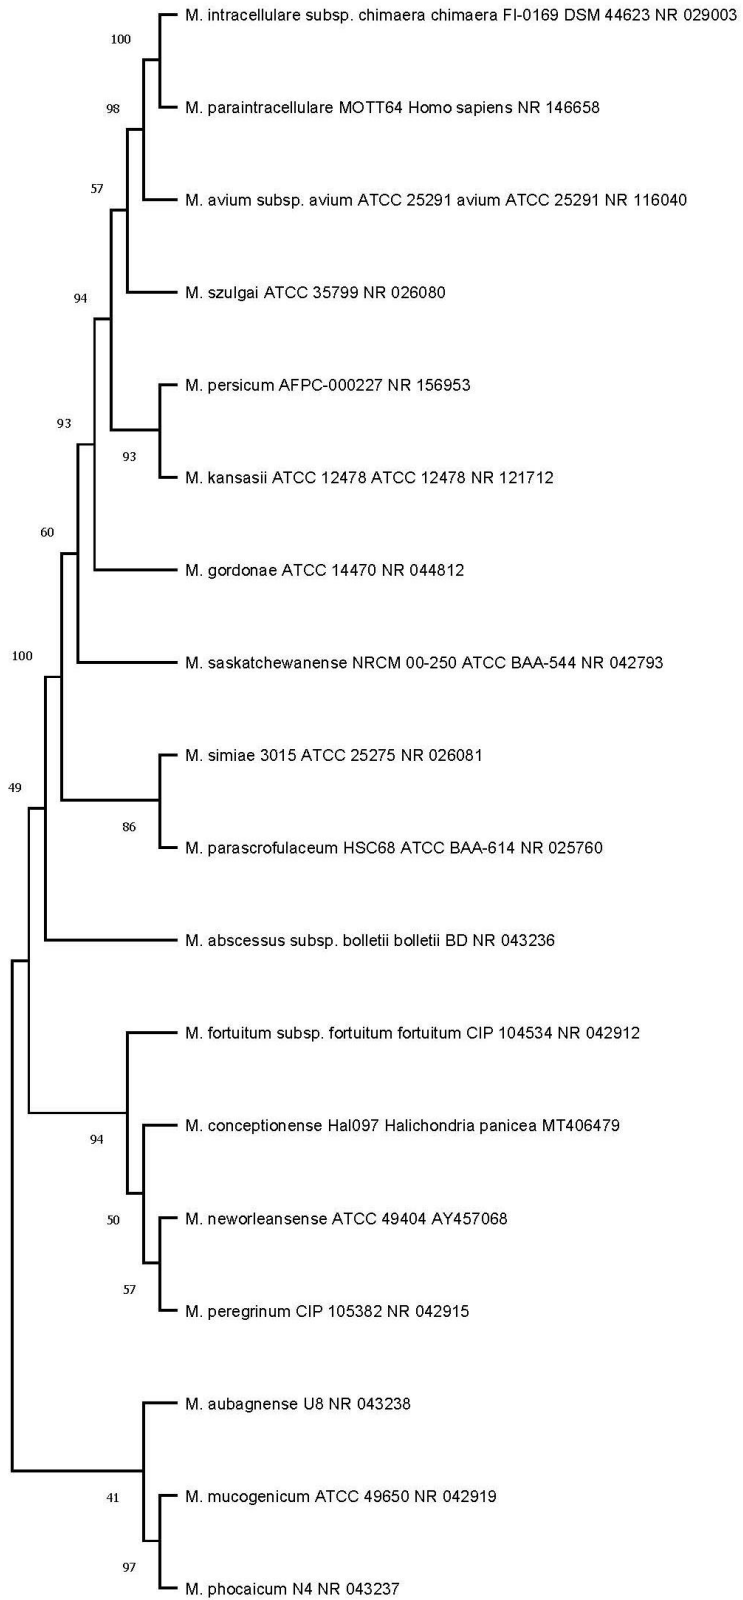 M. intracellulare subsp. chimaera chimaera FI-0169 DSM 44623 NR 029003
100
M. paraintracellulare MOTT64 Homo sapiens NR 146658
98
57
M. avium subsp. avium ATCC 25291 avium ATCC 25291 NR 116040
M. szulgai ATCC 35799 NR 026080
94
M. persicum AFPC-000227 NR 156953
93
93
M. kansasii ATCC 12478 ATCC 12478 NR 121712
60
M. gordonae ATCC 14470 NR 044812
100
M. saskatchewanense NRCM 00-250 ATCC BAA-544 NR 042793
M. simiae 3015 ATCC 25275 NR 026081
49
86
M. parascrofulaceum HSC68 ATCC BAA-614 NR 025760
M. abscessus subsp. bolletii bolletii BD NR 043236
M. fortuitum subsp. fortuitum fortuitum CIP 104534 NR 042912
M. conceptionense Hal097 Halichondria panicea MT406479
94
M. neworleansense ATCC 49404 AY457068
50
57
M. peregrinum CIP 105382 NR 042915
M. aubagnense U8 NR 043238
M. mucogenicum ATCC 49650 NR 042919
41
97
M. phocaicum N4 NR 043237